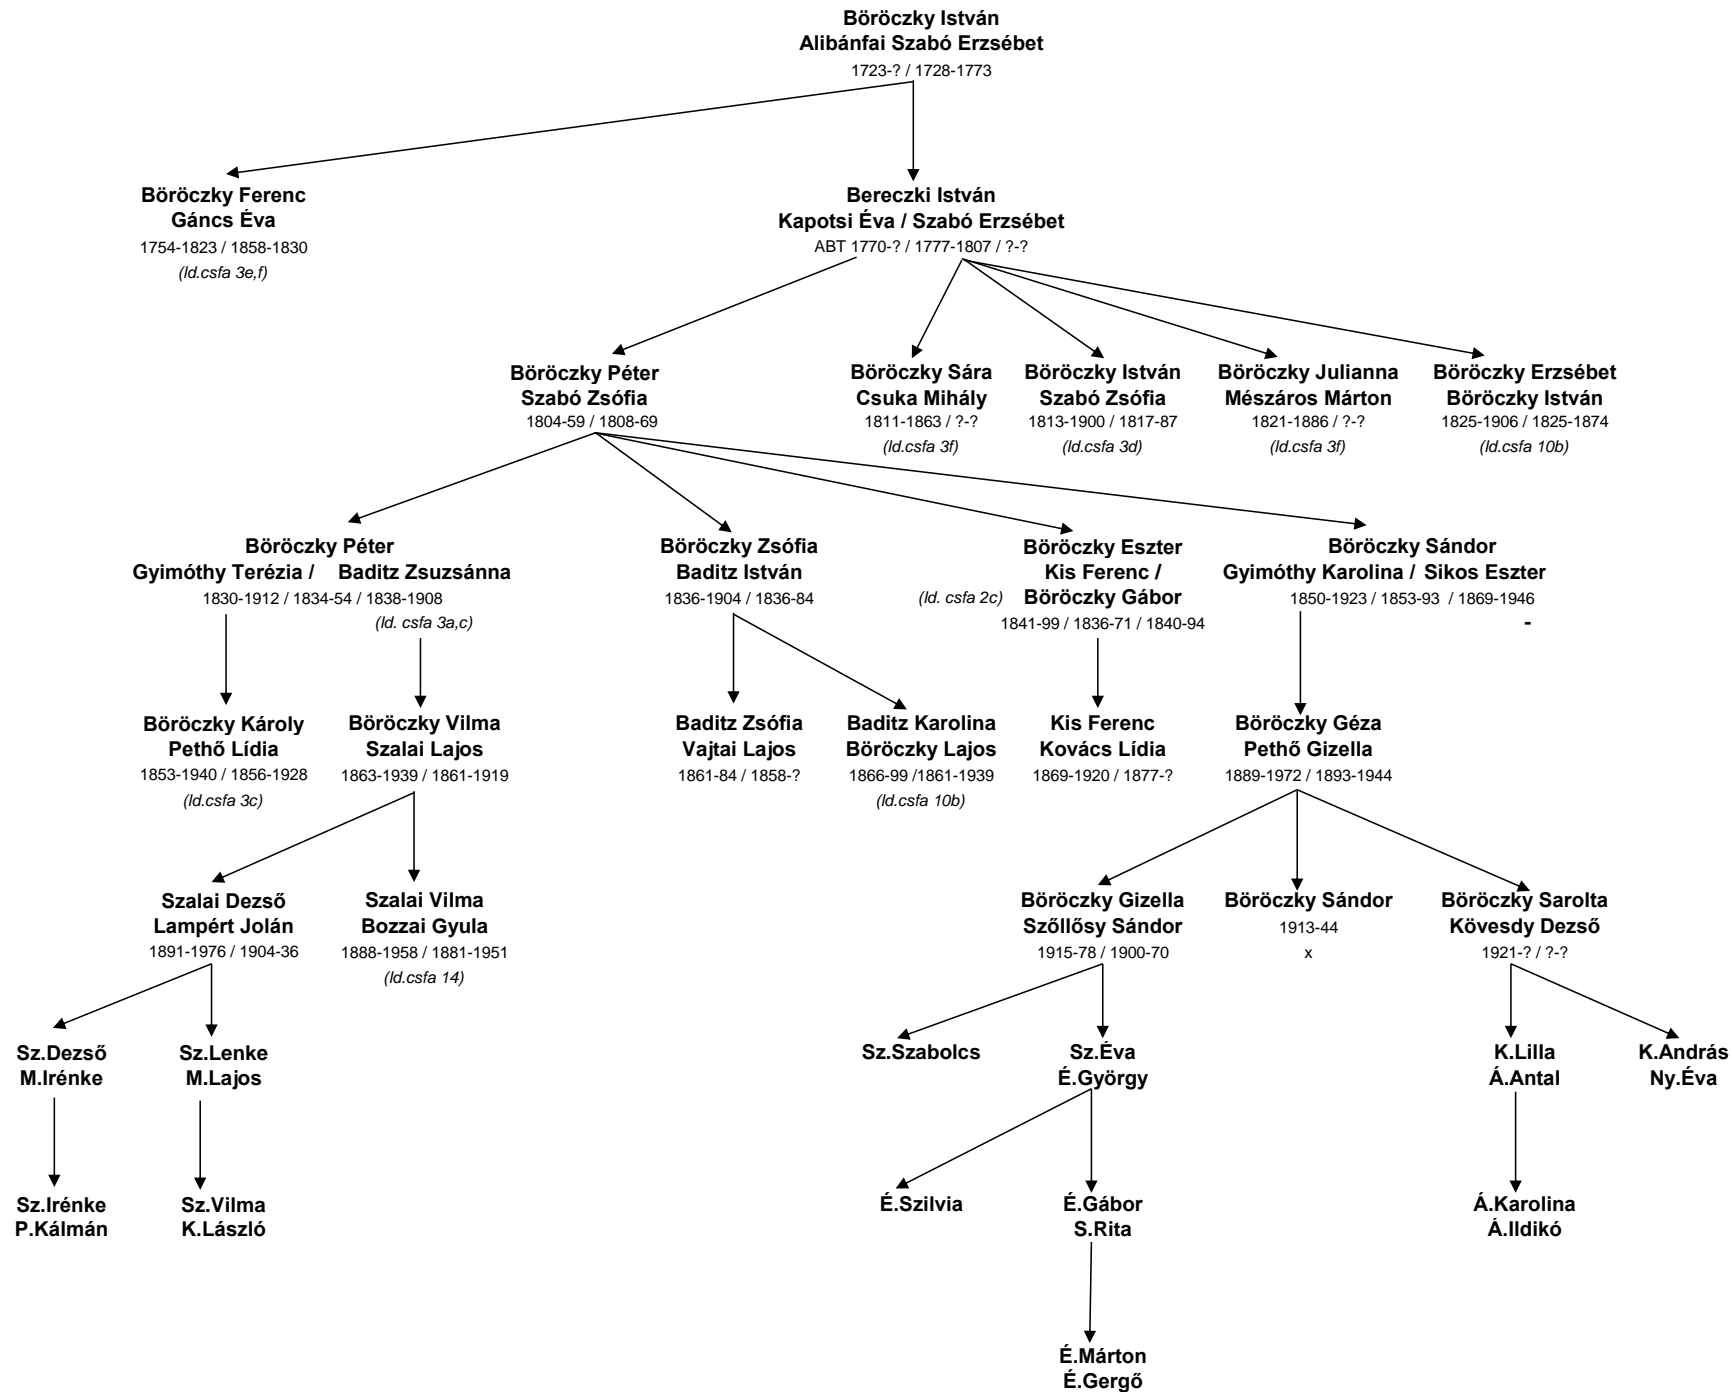 Böröczky István
Alibánfai Szabó Erzsébet
1723-? / 1728-1773
Böröczky Ferenc
Gáncs Éva
1754-1823 / 1858-1830
(ld.csfa 3e,f)
Bereczki István
Kapotsi Éva / Szabó Erzsébet
ABT 1770-? / 1777-1807 / ?-?
Böröczky Péter
Szabó Zsófia
1804-59 / 1808-69
Böröczky Sára
Csuka Mihály
1811-1863 / ?-?
(ld.csfa 3f)
Böröczky István
Szabó Zsófia
1813-1900 / 1817-87
(ld.csfa 3d)
Böröczky Julianna
Mészáros Márton
1821-1886 / ?-?
(ld.csfa 3f)
Böröczky Erzsébet
Böröczky István
1825-1906 / 1825-1874
(ld.csfa 10b)
Böröczky Péter
Gyimóthy Terézia / Baditz Zsuzsánna
1830-1912 / 1834-54 / 1838-1908
(ld. csfa 3a,c)
Böröczky Zsófia
Baditz István
1836-1904 / 1836-84
(ld. csfa 2c)
Böröczky Eszter
Kis Ferenc /
Böröczky Gábor
1841-99 / 1836-71 / 1840-94
Böröczky Sándor
Gyimóthy Karolina / Sikos Eszter
1850-1923 / 1853-93 / 1869-1946
-
Böröczky Károly
Pethő Lídia
1853-1940 / 1856-1928
(ld.csfa 3c)
Böröczky Vilma
Szalai Lajos
1863-1939 / 1861-1919
Baditz Zsófia
Vajtai Lajos
1861-84 / 1858-?
Baditz Karolina
Böröczky Lajos
1866-99 /1861-1939
(ld.csfa 10b)
Kis Ferenc
Kovács Lídia
1869-1920 / 1877-?
Böröczky Géza
Pethő Gizella
1889-1972 / 1893-1944
Szalai Dezső
Lampért Jolán
1891-1976 / 1904-36
Szalai Vilma
Bozzai Gyula
1888-1958 / 1881-1951
(ld.csfa 14)
Böröczky Gizella
Szőllősy Sándor
1915-78 / 1900-70
Böröczky Sándor
1913-44
x
Böröczky Sarolta
Kövesdy Dezső
1921-? / ?-?
Sz.Dezső
M.Irénke
Sz.Lenke
M.Lajos
Sz.Szabolcs
Sz.Éva
É.György
K.Lilla
Á.Antal
K.András
Ny.Éva
Sz.Irénke
P.Kálmán
Sz.Vilma
K.László
É.Szilvia
É.Gábor
S.Rita
Á.Karolina
Á.Ildikó
É.Márton
É.Gergő